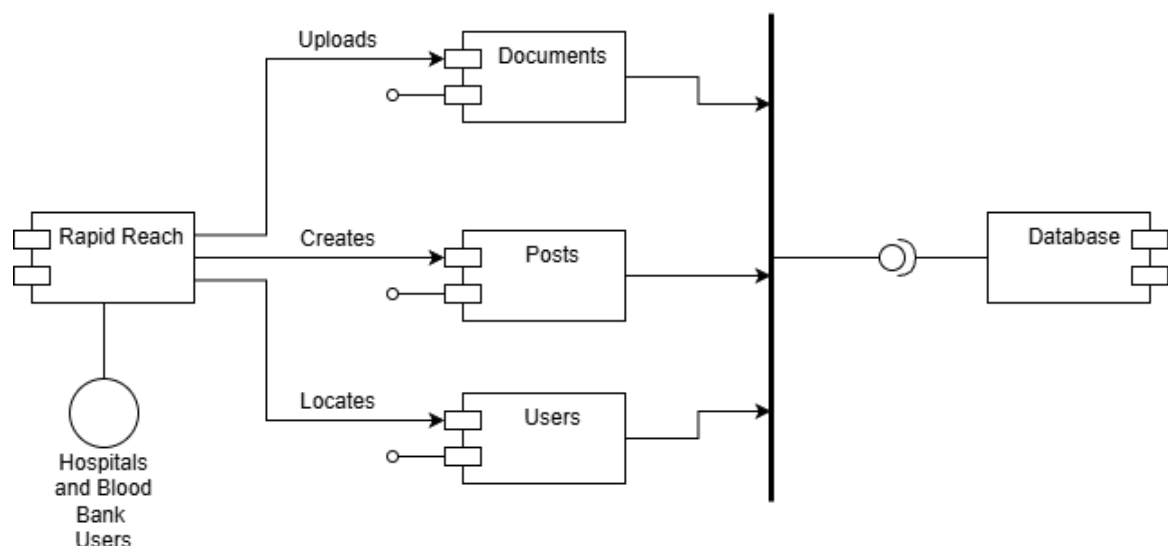 Uploads
Documents
Rapid Reach
Creates
Posts
Database
Locates
Users
Hospitals
and Blood
Bank
Users